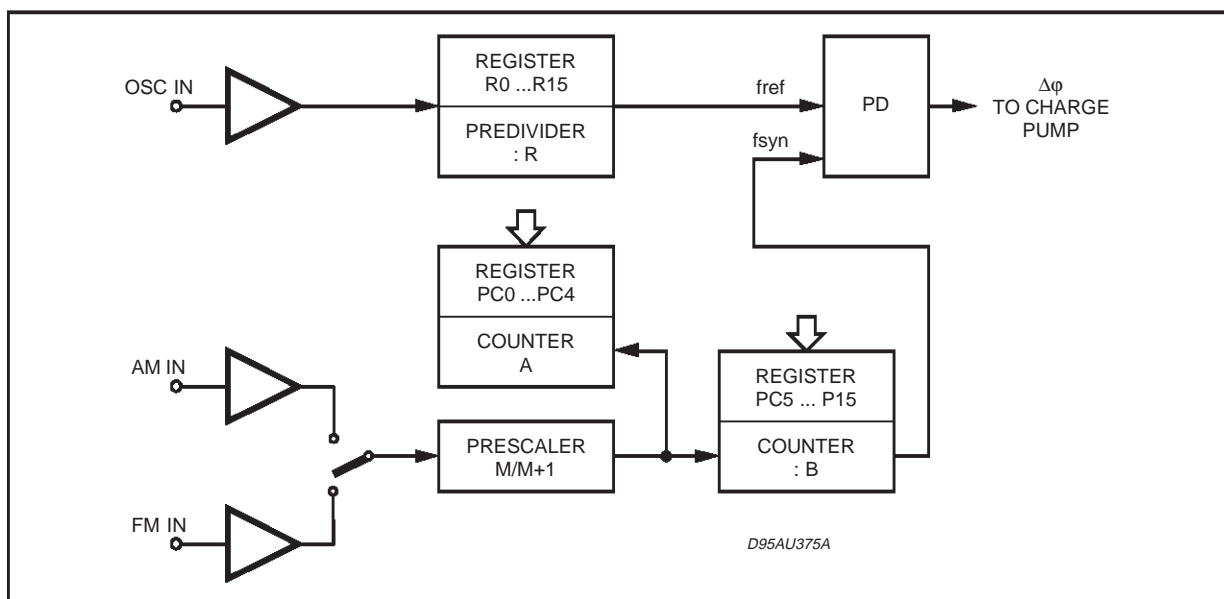 OSC IN
REGISTER
R0 ...R15
PREDIVIDER
: R
fref
fsyn
PD
Δφ
TO CHARGE
PUMP
REGISTER
PC0 ...PC4
COUNTER
A
AM IN
FM IN
PRESCALER
M/M+1
REGISTER
PC5 ... P15
COUNTER
: B
D95AU375A